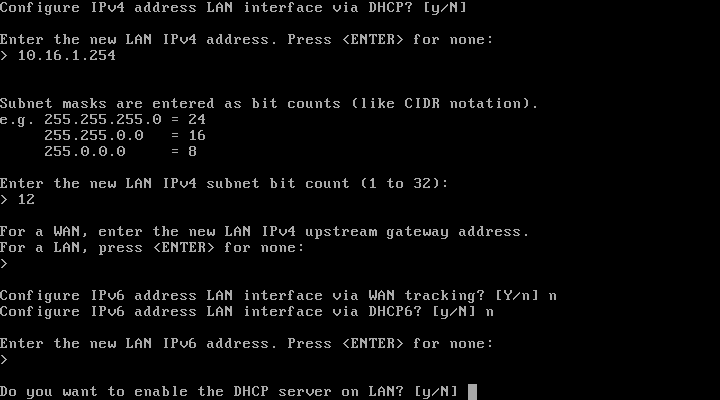 Configure IPv4 address LAN interface via DHCP? [y/N]
Enter the new LAN IPv4 address. Press <ENTER> for none:
> 10.16.1.254
Subnet masks are entered as bit counts (like CIDR notation).
e.g. 255.255.255.0 = 24
     255.255.0.0   = 16
     255.0.0.0     = 8
Enter the new LAN IPv4 subnet bit count (1 to 32):
> 12
For a WAN, enter the new LAN IPv4 upstream gateway address.
For a LAN, press <ENTER> for none:
>
Configure IPv6 address LAN interface via WAN tracking? [Y/n] n
Configure IPv6 address LAN interface via DHCP6? [y/N] n
Enter the new LAN IPv6 address. Press <ENTER> for none:
>
Do you want to enable the DHCP server on LAN? [y/N]